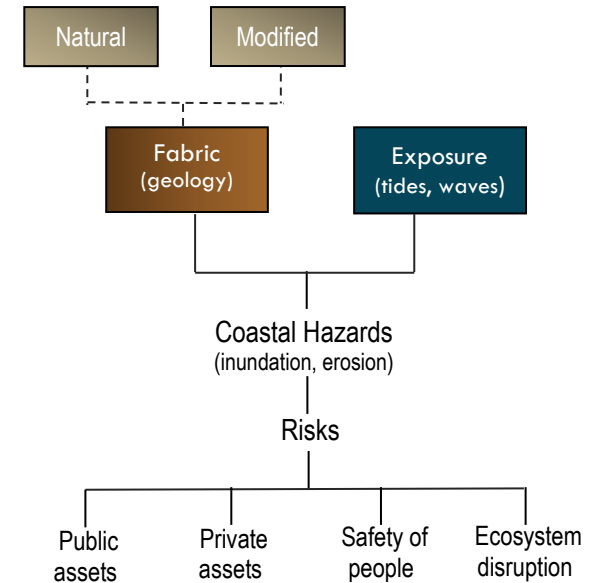 Natural
Modified
Fabric
(geology)
Exposure
(tides, waves)
Coastal Hazards
(inundation, erosion)
Risks
Public
assets
Private
assets
Safety of
people
Ecosystem
disruption